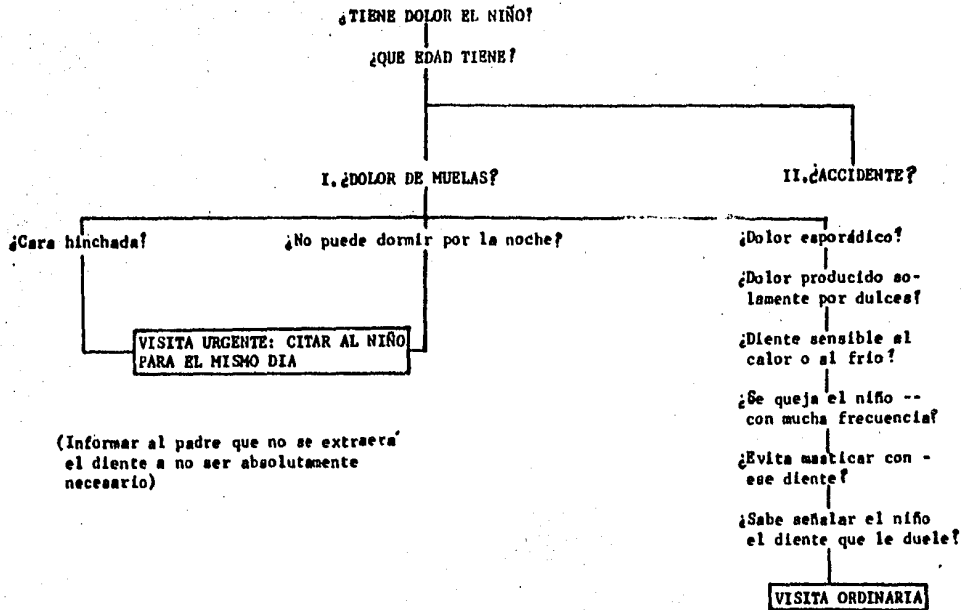 ¿TIENE DOLOR EL NIÑO?
¿QUE EDAD TIENE?
I.¿DOLOR DE MUELAS?
II.¿ACCIDENTE?
¿Cara hinchada?
¿No puede dormir por la noche?
VISITA URGENTE: CITAR AL NIÑO
PARA EL MISMO DIA
(Informar al padre que no se extraerá
el diente a no ser absolutamente
necesario)
¿Dolor esporádico?
¿Dolor producido so-
lamente por dulces?
¿Diente sensible al
calor o al frío?
¿Se queja el niño --
con mucha frecuencia?
¿Evita masticar con -
ese diente?
¿Sabe señalar el niño
el diente que le duele?
VISITA ORDINARIA